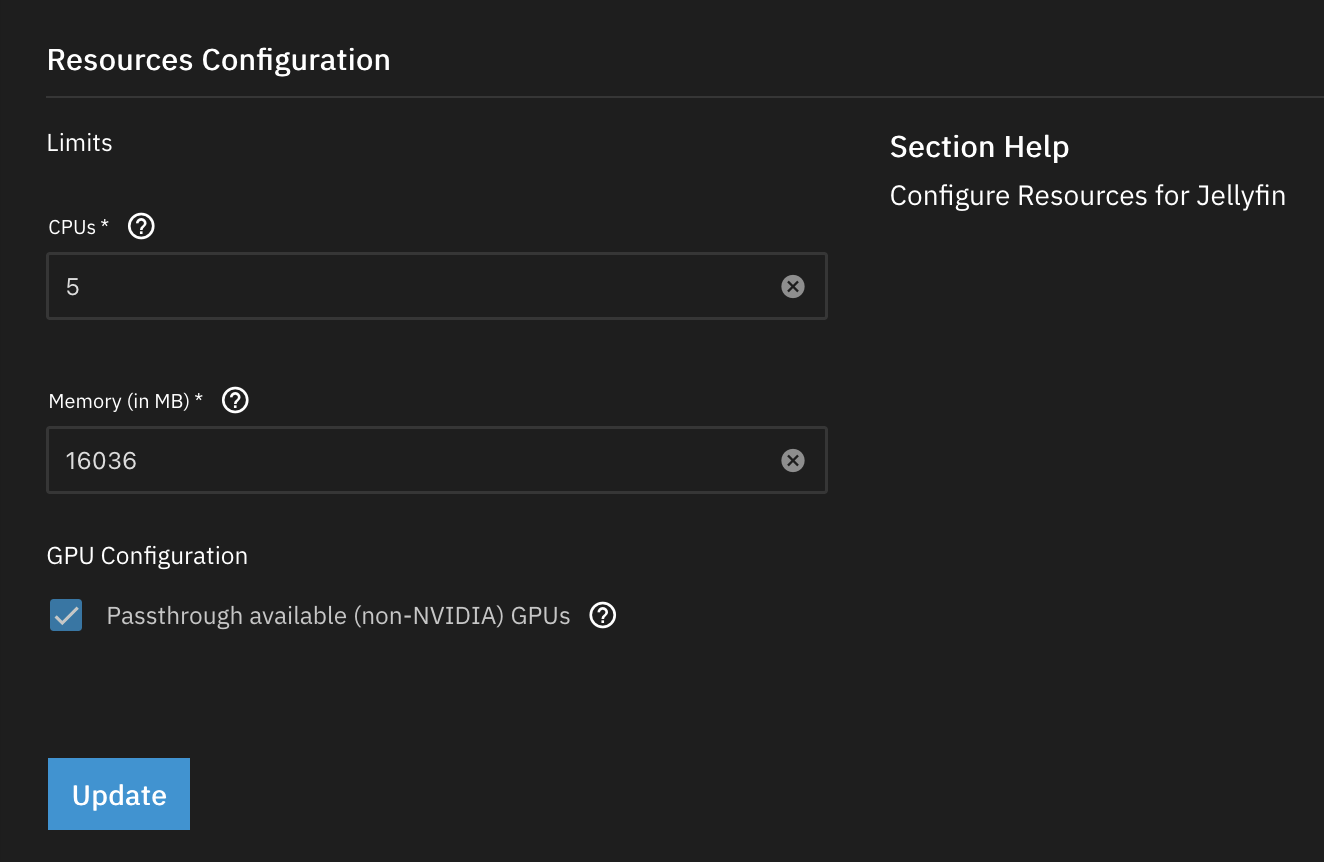 Resources Configuration
Limits
Section Help
Configure Resources for Jellyfin
CPUs *
5
Memory (in MB) *
16036
GPU Configuration
Passthrough available (non-NVIDIA) GPUs
Update